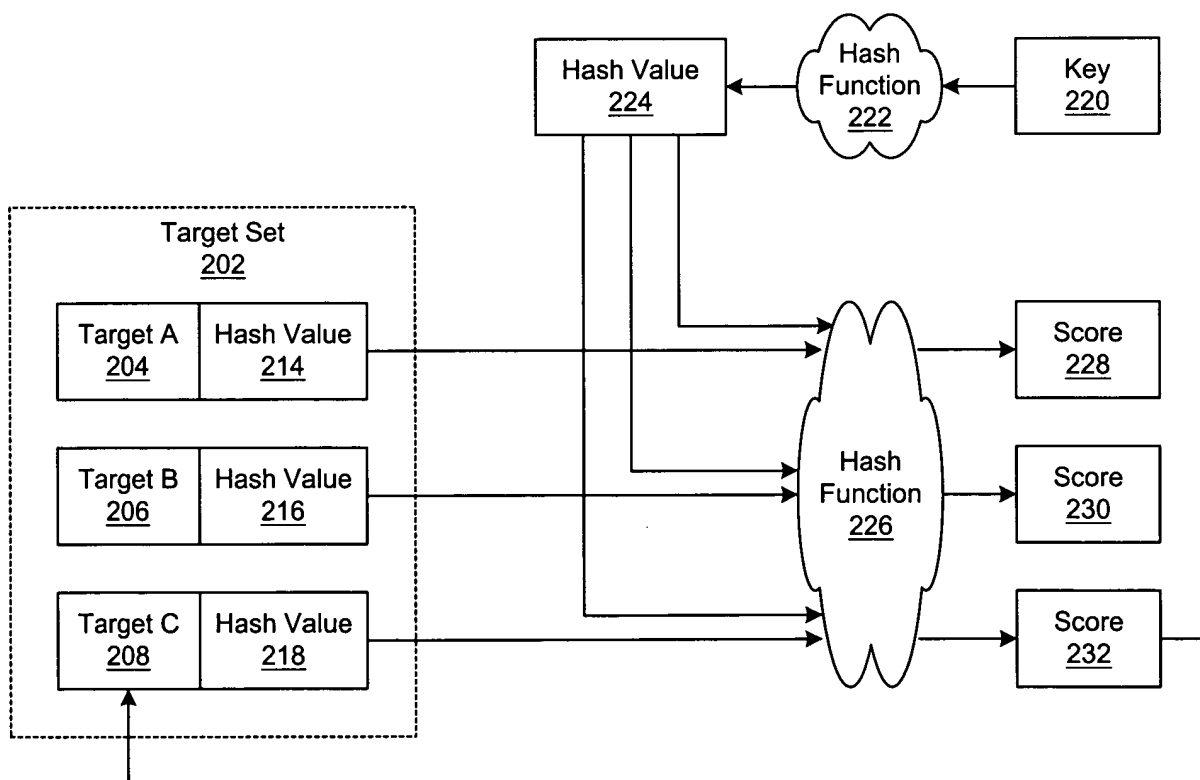 Hash Value
224
Hash
Function
222
Key
220
Target Set
202
Target A
204
Hash Value
214
Target B
206
Hash Value
216
Target C
208
Hash Value
218
Hash
Function
226
Score
228
Score
230
Score
232